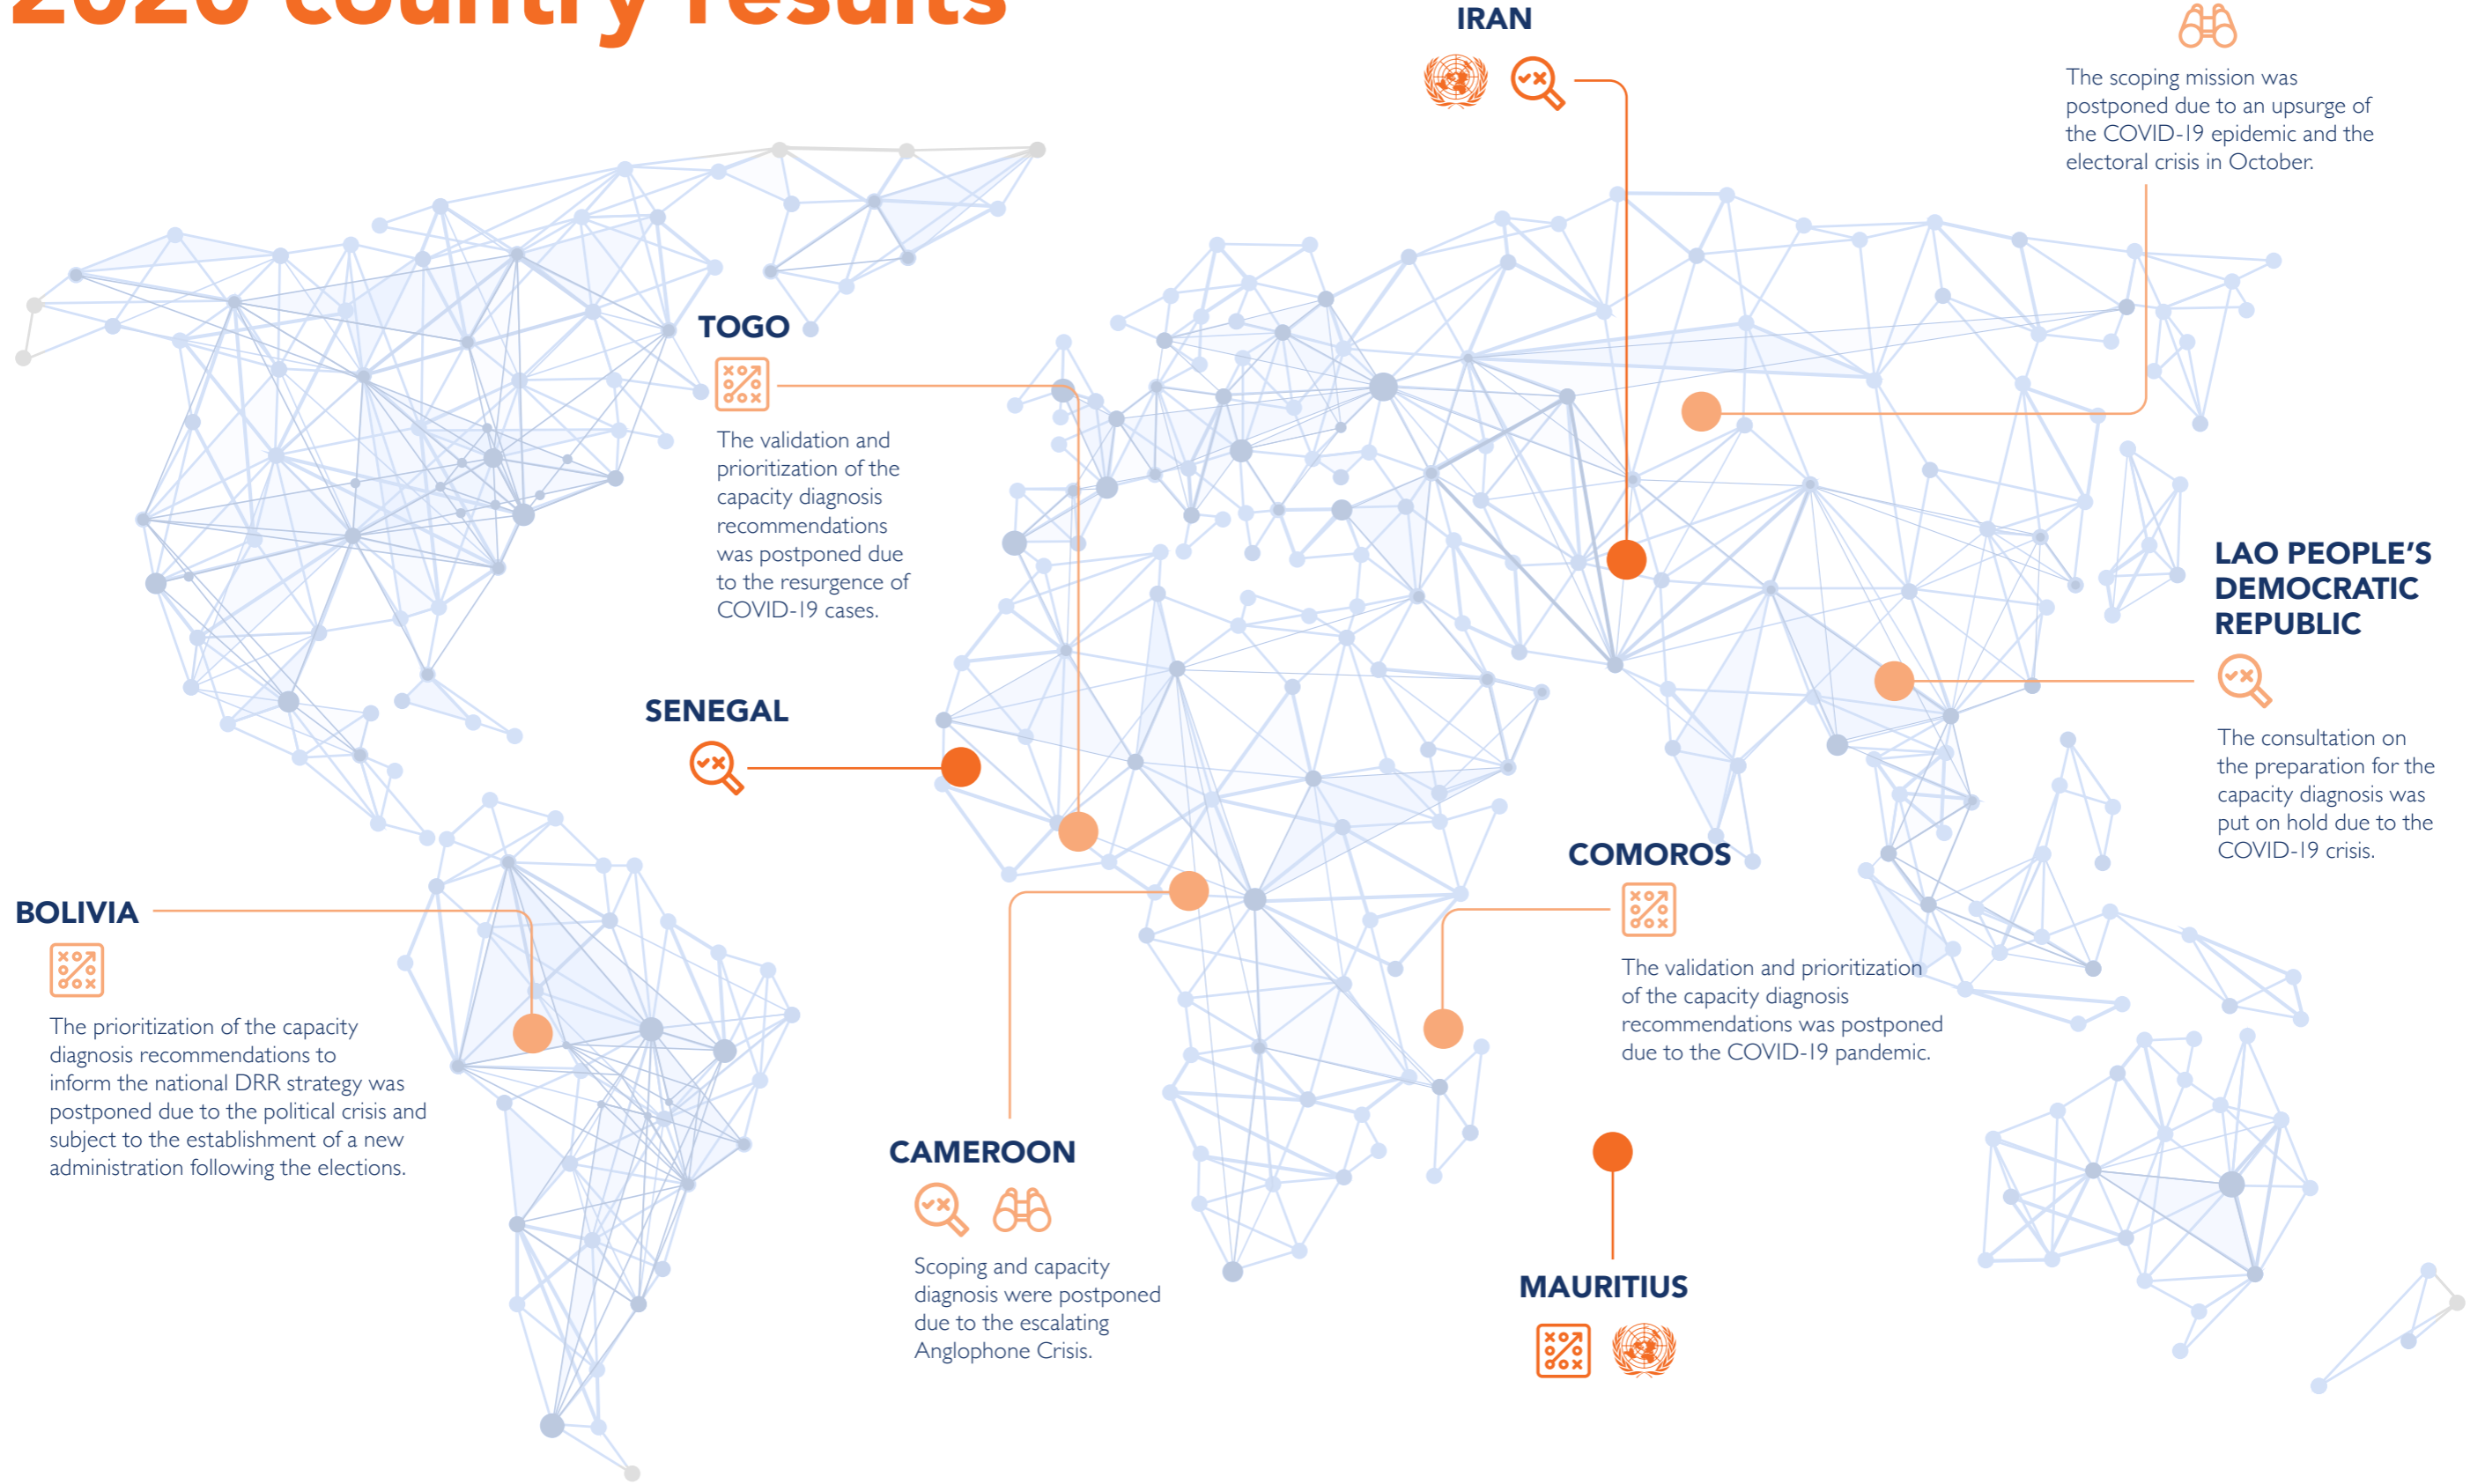 2020 country results
IRAN
The scoping mission was
postponed due to an upsurge of
the COVID-19 epidemic and the
electoral crisis in October.
TOGO
The validation and
prioritization of the
capacity diagnosis
recommendations
was postponed due
to the resurgence of
COVID-19 cases.
LAO PEOPLE'S
DEMOCRATIC
REPUBLIC
The consultation on
the preparation for the
capacity diagnosis was
put on hold due to the
COVID-19 crisis.
SENEGAL
COMOROS
The validation and prioritization
of the capacity diagnosis
recommendations was postponed
due to the COVID-19 pandemic.
BOLIVIA
The prioritization of the capacity
diagnosis recommendations to
inform the national DRR strategy was
postponed due to the political crisis and
subject to the establishment of a new
administration following the elections.
CAMEROON
Scoping and capacity
diagnosis were postponed
due to the escalating
Anglophone Crisis.
MAURITIUS